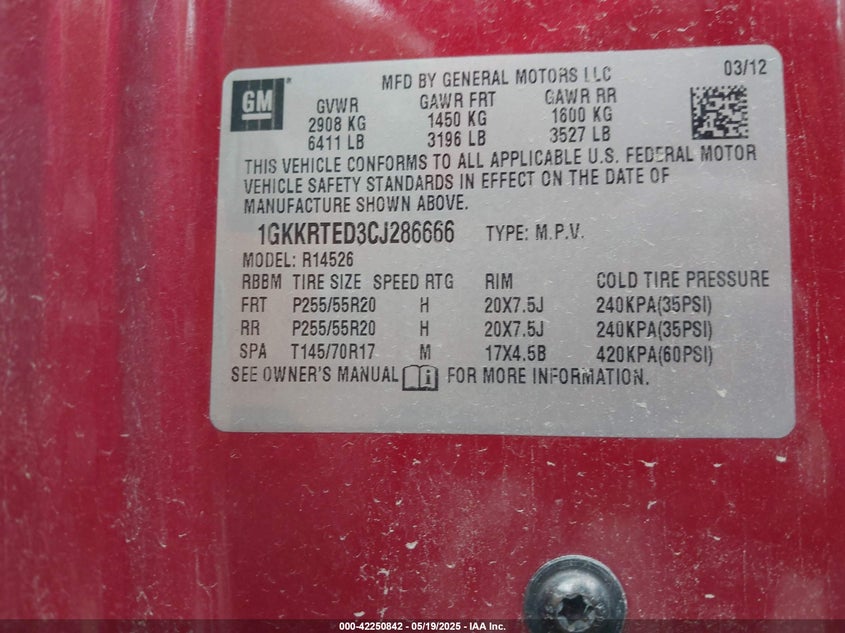 GM
MFD BY GENERAL MOTORS LLC
03/12
GVWR GAWR FRT GAWR RR
2908 KG 1450 KG 1600 KG
6411 LB 3196 LB 3527 LB
THIS VEHICLE CONFORMS TO ALL APPLICABLE U.S. FEDERAL MOTOR
VEHICLE SAFETY STANDARDS IN EFFECT ON THE DATE OF
MANUFACTURE SHOWN ABOVE.
1GKKRTED3CJ286666 TYPE: M.P.V.
MODEL: R14526
RBBM TIRE SIZE SPEED RTG RIM COLD TIRE PRESSURE
FRT P255/55R20 H 20X7.5J 240KPA(35PSI)
RR P255/55R20 H 20X7.5J 240KPA(35PSI)
SPA T145/70R17 M 17X4.5B 420KPA(60PSI)
SEE OWNER'S MANUAL i FOR MORE INFORMATION.
000-42250842 - 05/19/2025 - IAA Inc.